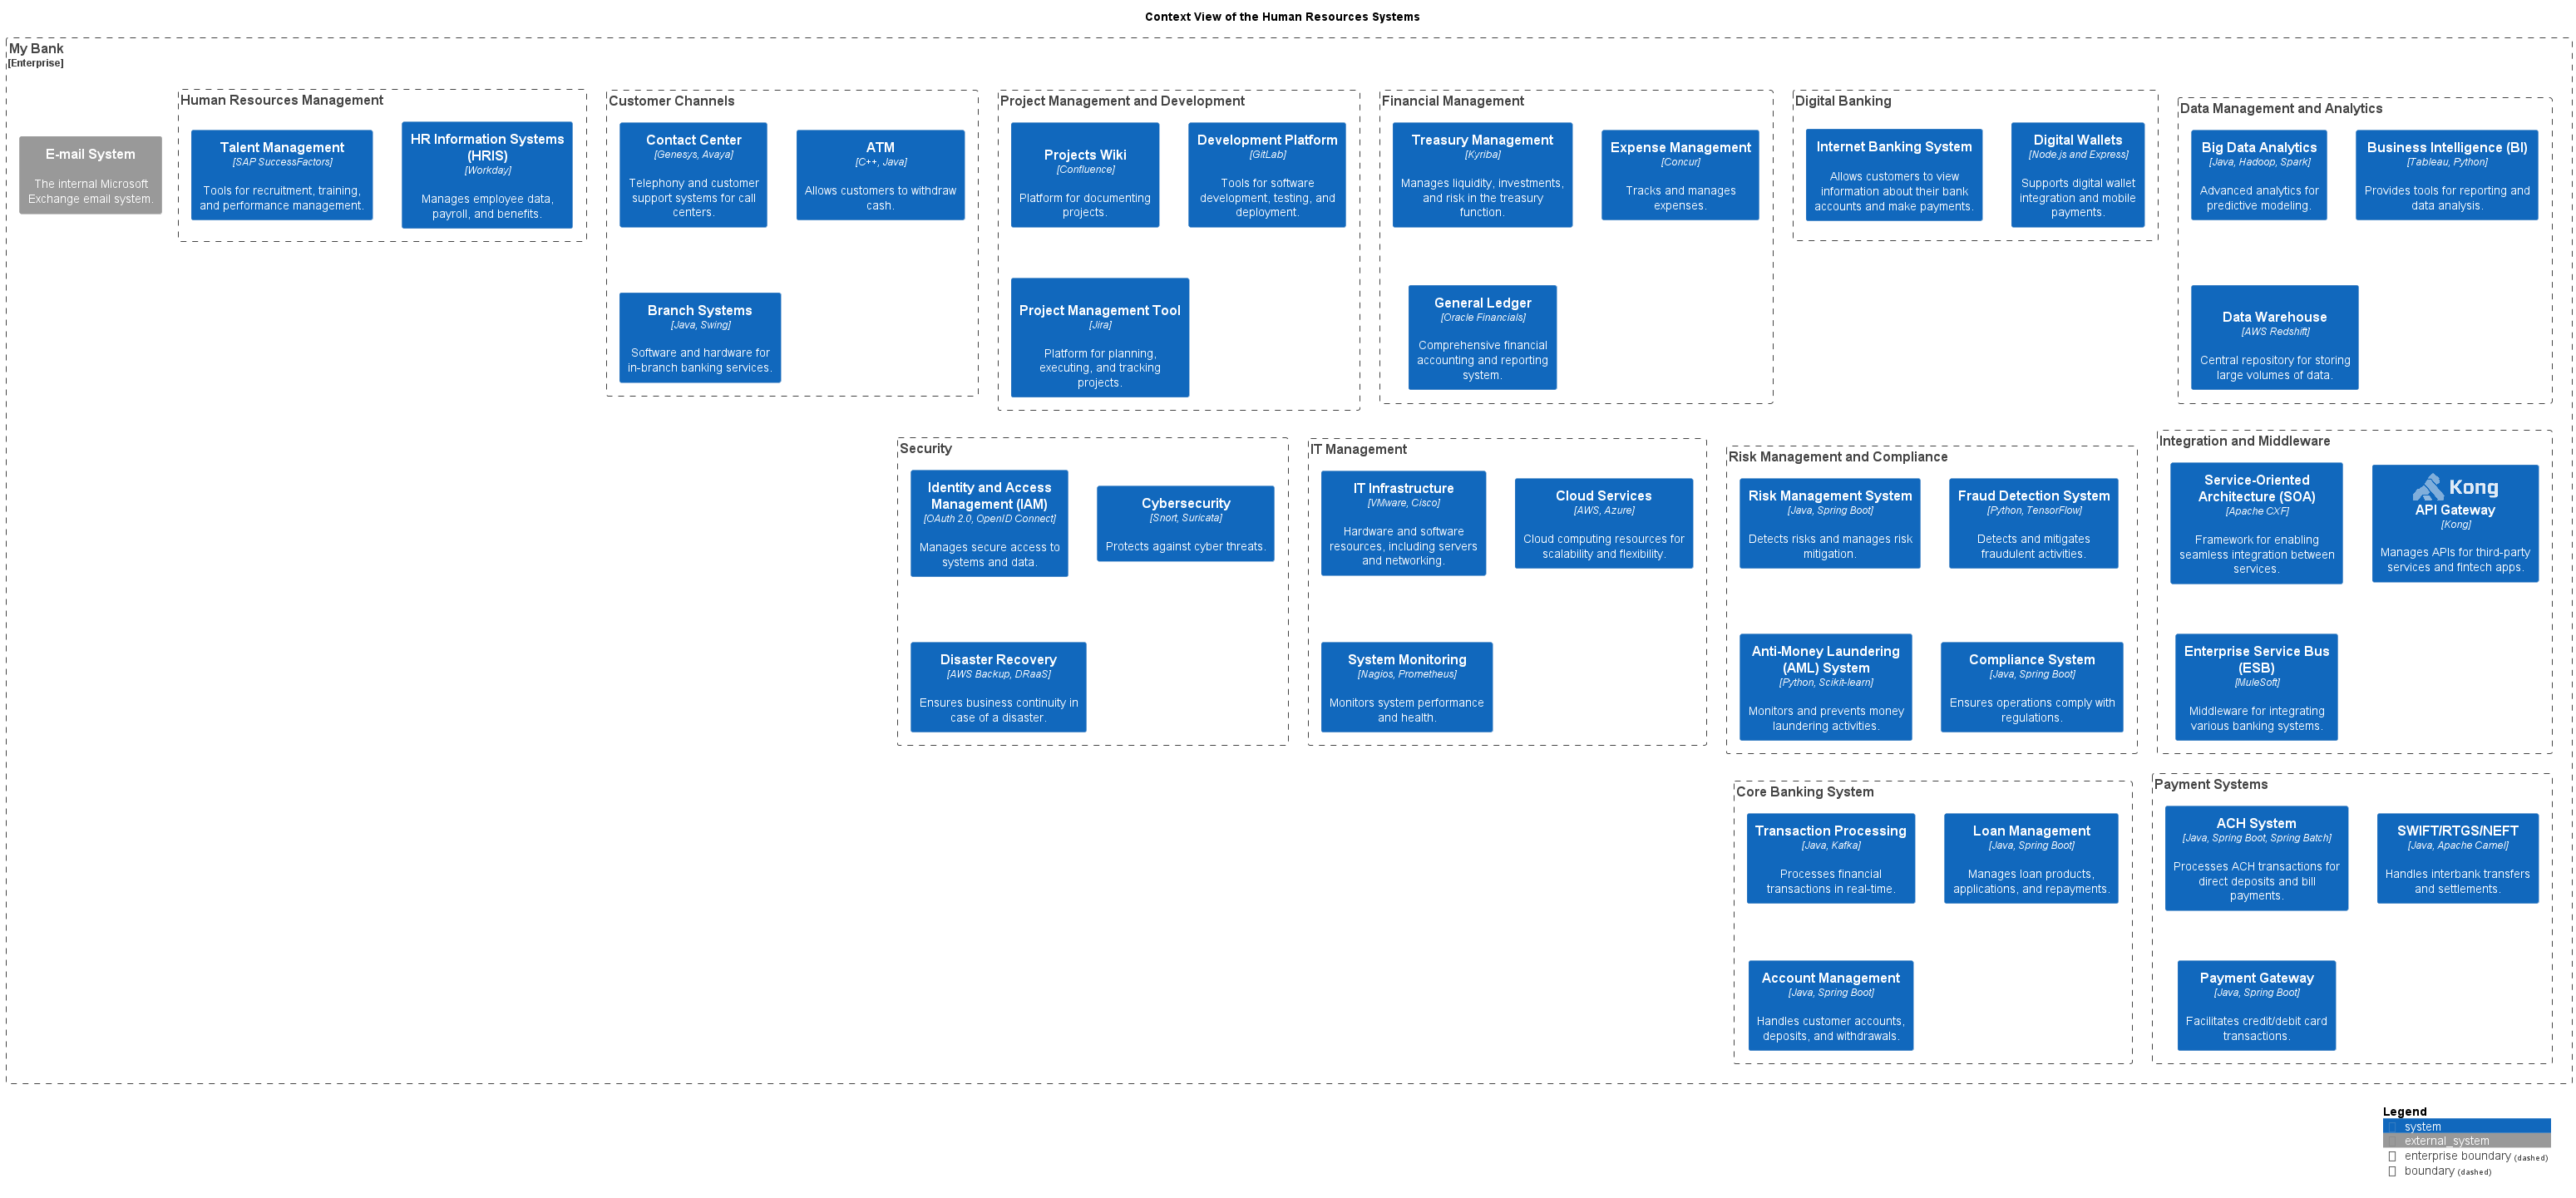 Context View of the Human Resources Systems
My Bank
[Enterprise]
E-mail System
The internal Microsoft
Exchange email system.
Human Resources Management
Talent Management
[SAP SuccessFactors]
Tools for recruitment, training,
and performance management.
HR Information Systems
(HRIS)
[Workday]
Manages employee data,
payroll, and benefits.
Customer Channels
Contact Center
[Genesys, Avaya]
Telephony and customer
support systems for call
centers.
ATM
[C++, Java]
Allows customers to withdraw
cash.
Branch Systems
[Java, Swing]
Software and hardware for
in-branch banking services.
Project Management and Development
Projects Wiki
[Confluence]
Platform for documenting
projects.
Development Platform
[GitLab]
Tools for software
development, testing, and
deployment.
Project Management Tool
[Jira]
Platform for planning,
executing, and tracking
projects.
Financial Management
Treasury Management
[Kyriba]
Manages liquidity, investments,
and risk in the treasury
function.
Expense Management
[Concur]
Tracks and manages
expenses.
General Ledger
[Oracle Financials]
Comprehensive financial
accounting and reporting
system.
Digital Banking
Internet Banking System
Allows customers to view
information about their bank
accounts and make payments.
Digital Wallets
[Node.js and Express]
Supports digital wallet
integration and mobile
payments.
Data Management and Analytics
Big Data Analytics
[Java, Hadoop, Spark]
Advanced analytics for
predictive modeling.
Business Intelligence (BI)
[Tableau, Python]
Provides tools for reporting and
data analysis.
Data Warehouse
[AWS Redshift]
Central repository for storing
large volumes of data.
Security
Identity and Access
Management (IAM)
[OAuth 2.0, OpenID Connect]
Manages secure access to
systems and data.
Cybersecurity
[Snort, Suricata]
Protects against cyber threats.
Disaster Recovery
[AWS Backup, DRaaS]
Ensures business continuity in
case of a disaster.
IT Management
IT Infrastructure
[VMware, Cisco]
Hardware and software
resources, including servers
and networking.
Cloud Services
[AWS, Azure]
Cloud computing resources for
scalability and flexibility.
System Monitoring
[Nagios, Prometheus]
Monitors system performance
and health.
Risk Management and Compliance
Risk Management System
[Java, Spring Boot]
Detects risks and manages risk
mitigation.
Fraud Detection System
[Python, TensorFlow]
Detects and mitigates
fraudulent activities.
Anti-Money Laundering
(AML) System
[Python, Scikit-learn]
Monitors and prevents money
laundering activities.
Compliance System
[Java, Spring Boot]
Ensures operations comply with
regulations.
Integration and Middleware
Service-Oriented
Architecture (SOA)
[Apache CXF]
Framework for enabling
seamless integration between
services.
Kong
API Gateway
[Kong]
Manages APIs for third-party
services and fintech apps.
Enterprise Service Bus
(ESB)
[MuleSoft]
Middleware for integrating
various banking systems.
Core Banking System
Transaction Processing
[Java, Kafka]
Processes financial
transactions in real-time.
Loan Management
[Java, Spring Boot]
Manages loan products,
applications, and repayments.
Account Management
[Java, Spring Boot]
Handles customer accounts,
deposits, and withdrawals.
Payment Systems
ACH System
[Java, Spring Boot, Spring Batch]
Processes ACH transactions for
direct deposits and bill
payments.
SWIFT/RTGS/NEFT
[Java, Apache Camel]
Handles interbank transfers
and settlements.
Payment Gateway
[Java, Spring Boot]
Facilitates credit/debit card
transactions.
Legend
system
external_system
enterprise boundary (dashed)
boundary (dashed)